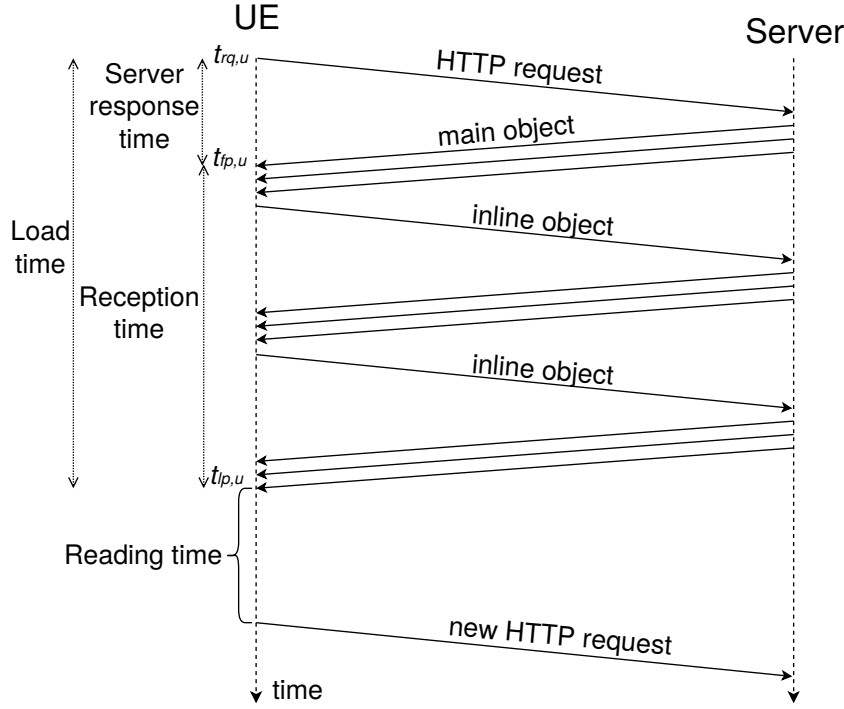 UE
Server
t_rq,u
HTTP request
Server
response
time
main object
t_fp,u
inline object
Load
time
Reception
time
inline object
t_lp,u
Reading time
new HTTP request
time